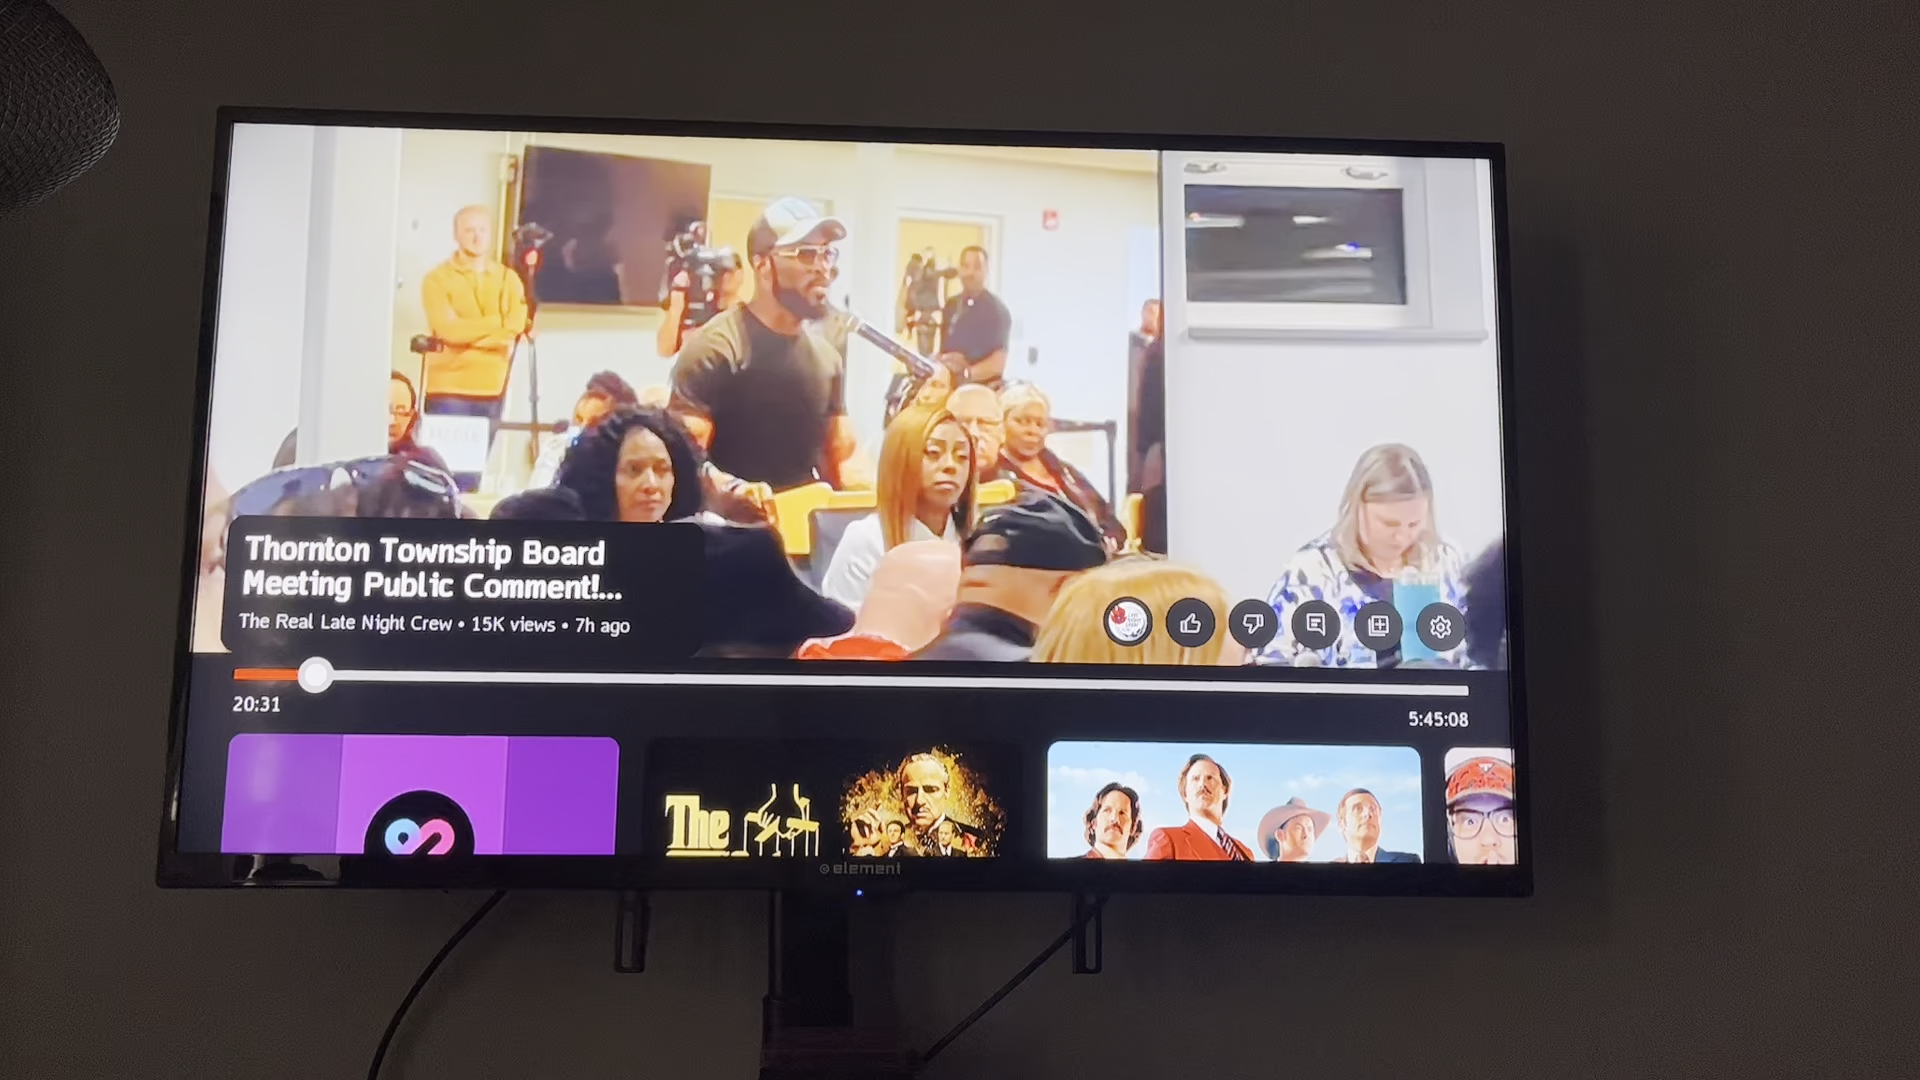 Thornton Township Board
Meeting Public Comment!...
The Real Late Night Crew • 15K views • 7h ago
20:31
5:45:08
The
element